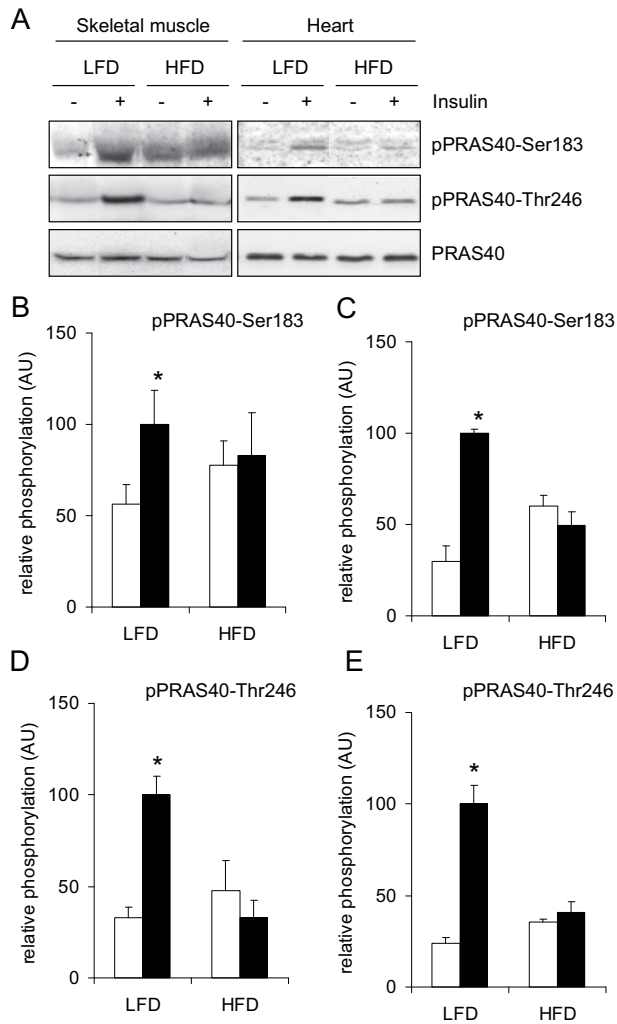 A
Skeletal muscle Heart
LFD HFD LFD HFD
- + - + - + - + Insulin
pPRAS40-Ser183
pPRAS40-Thr246
PRAS40
B
pPRAS40-Ser183
relative phosphorylation (AU)
150
100
50
0
*
LFD HFD
C
pPRAS40-Ser183
relative phosphorylation (AU)
150
100
50
0
*
LFD HFD
D
pPRAS40-Thr246
relative phosphorylation (AU)
150
100
50
0
*
LFD HFD
E
pPRAS40-Thr246
relative phosphorylation (AU)
150
100
50
0
*
LFD HFD